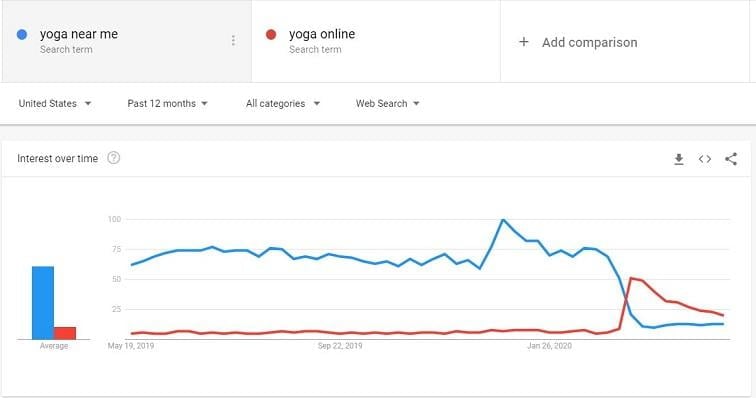 yoga near me
Search term
yoga online
Search term
+ Add comparison
United States
Past 12 months
All categories
Web Search
Interest over time
?
100
75
50
25
Average
May 19, 2019
Sep 22, 2019
Jan 26, 2020